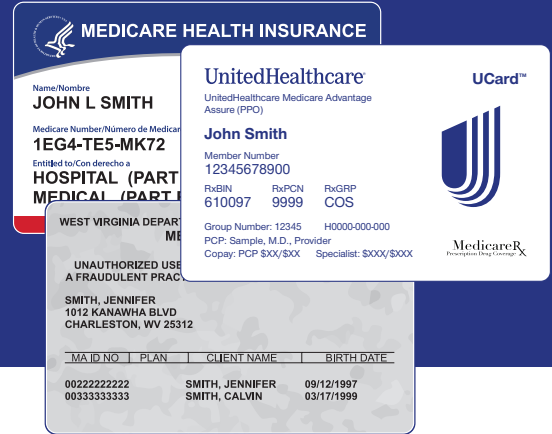 MEDICARE HEALTH INSURANCE
Name/Nombre
JOHN L SMITH
Medicare Number/Número de Medicar
1EG4-TE5-MK72
Entitled to/Con derecho a
HOSPITAL (PART
MEDICAL (PART
UnitedHealthcare®
UCard™
UnitedHealthcare Medicare Advantage
Assure (PPO)
John Smith
Member Number
12345678900
RxBIN RxPCN RxGRP
610097 9999 COS
Group Number: 12345 H0000-000-000
PCP: Sample, M.D., Provider
Copay: PCP $XX/$XX Specialist: $XXX/$XXX
MedicareRx
Prescription Drug Coverage
WEST VIRGINIA DEPAR
ME
UNAUTHORIZED USE
A FRAUDULENT PRAC
SMITH, JENNIFER
1012 KANAWHA BLVD
CHARLESTON, WV 25312
MA ID NO | PLAN | CLIENT NAME | BIRTH DATE
00222222222 SMITH, JENNIFER 09/12/1997
00333333333 SMITH, CALVIN 03/17/1999